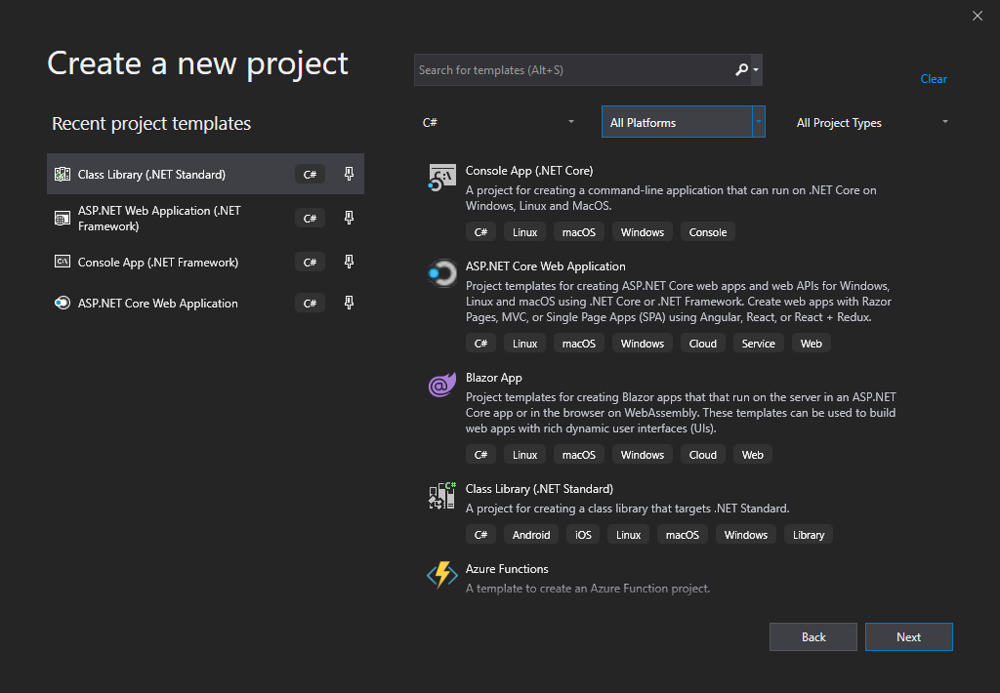 Create a new project
Search for templates (Alt+S)
Clear
Recent project templates
C#
All Platforms
All Project Types
Class Library (.NET Standard)
C#
ASP.NET Web Application (.NET
Framework)
C#
Console App (.NET Framework)
C#
ASP.NET Core Web Application
C#
Console App (.NET Core)
A project for creating a command-line application that can run on .NET Core on
Windows, Linux and MacOS.
C# Linux macOS Windows Console
ASP.NET Core Web Application
Project templates for creating ASP.NET Core web apps and web APIs for Windows,
Linux and macOS using .NET Core or .NET Framework. Create web apps with Razor
Pages, MVC, or Single Page Apps (SPA) using Angular, React, or React + Redux.
C# Linux macOS Windows Cloud Service Web
Blazor App
Project templates for creating Blazor apps that that run on the server in an ASP.NET
Core app or in the browser on WebAssembly. These templates can be used to build
web apps with rich dynamic user interfaces (UIs).
C# Linux macOS Windows Cloud Web
Class Library (.NET Standard)
A project for creating a class library that targets .NET Standard.
C# Android iOS Linux macOS Windows Library
Azure Functions
A template to create an Azure Function project.
Back
Next